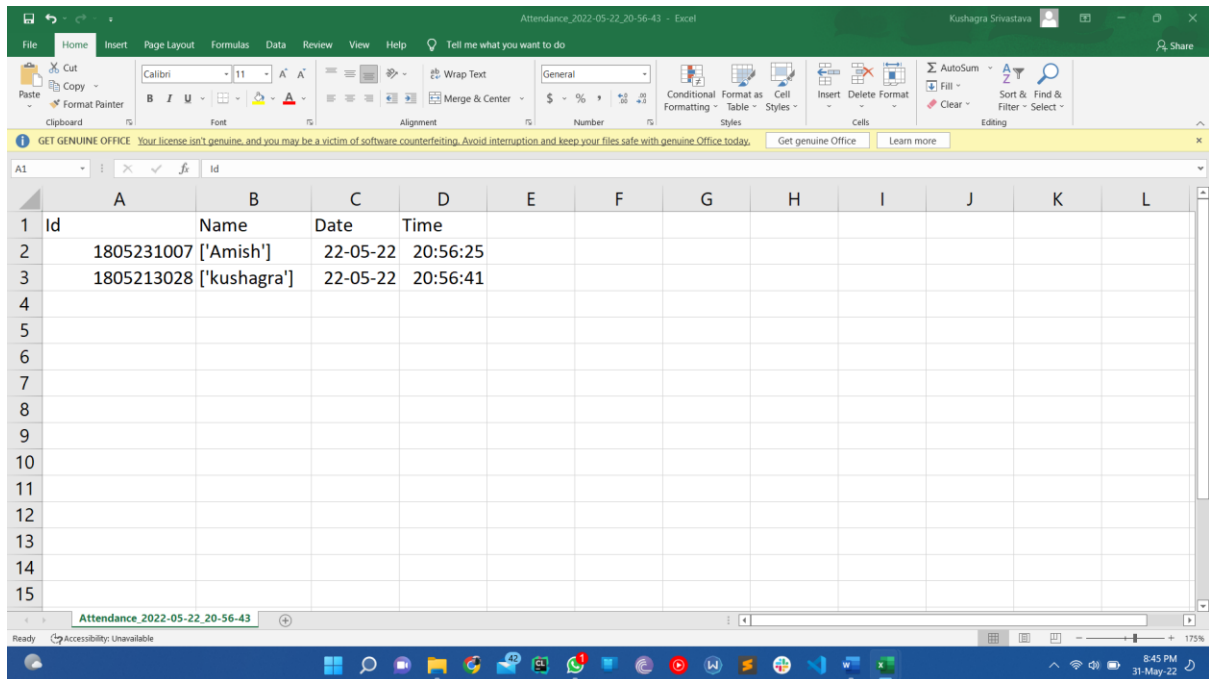 Attendance_2022-05-22_20-56-43 - Excel Kushagra Srivastava
File Home Insert Page Layout Formulas Data Review View Help Tell me what you want to do Share
Paste Cut Copy Format Painter
Calibri 11 A A B I U A
Wrap Text Merge & Center
General $ % ,
Conditional Formatting Format as Table Cell Styles
Insert Delete Format
AutoSum Fill Clear Sort & Filter Find & Select
Clipboard Font Alignment Number Styles Cells Editing
GET GENUINE OFFICE Your license isn't genuine, and you may be a victim of software counterfeiting. Avoid interruption and keep your files safe with genuine Office today. Get genuine Office Learn more
A1 fx Id
A B C D E F G H I J K L
1 Id Name Date Time
2 1805231007 ['Amish'] 22-05-22 20:56:25
3 1805213028 ['kushagra'] 22-05-22 20:56:41
4
5
6
7
8
9
10
11
12
13
14
15
Attendance_2022-05-22_20-56-43
Ready Accessibility: Unavailable 175%
42 1 8:45 PM
31-May-22